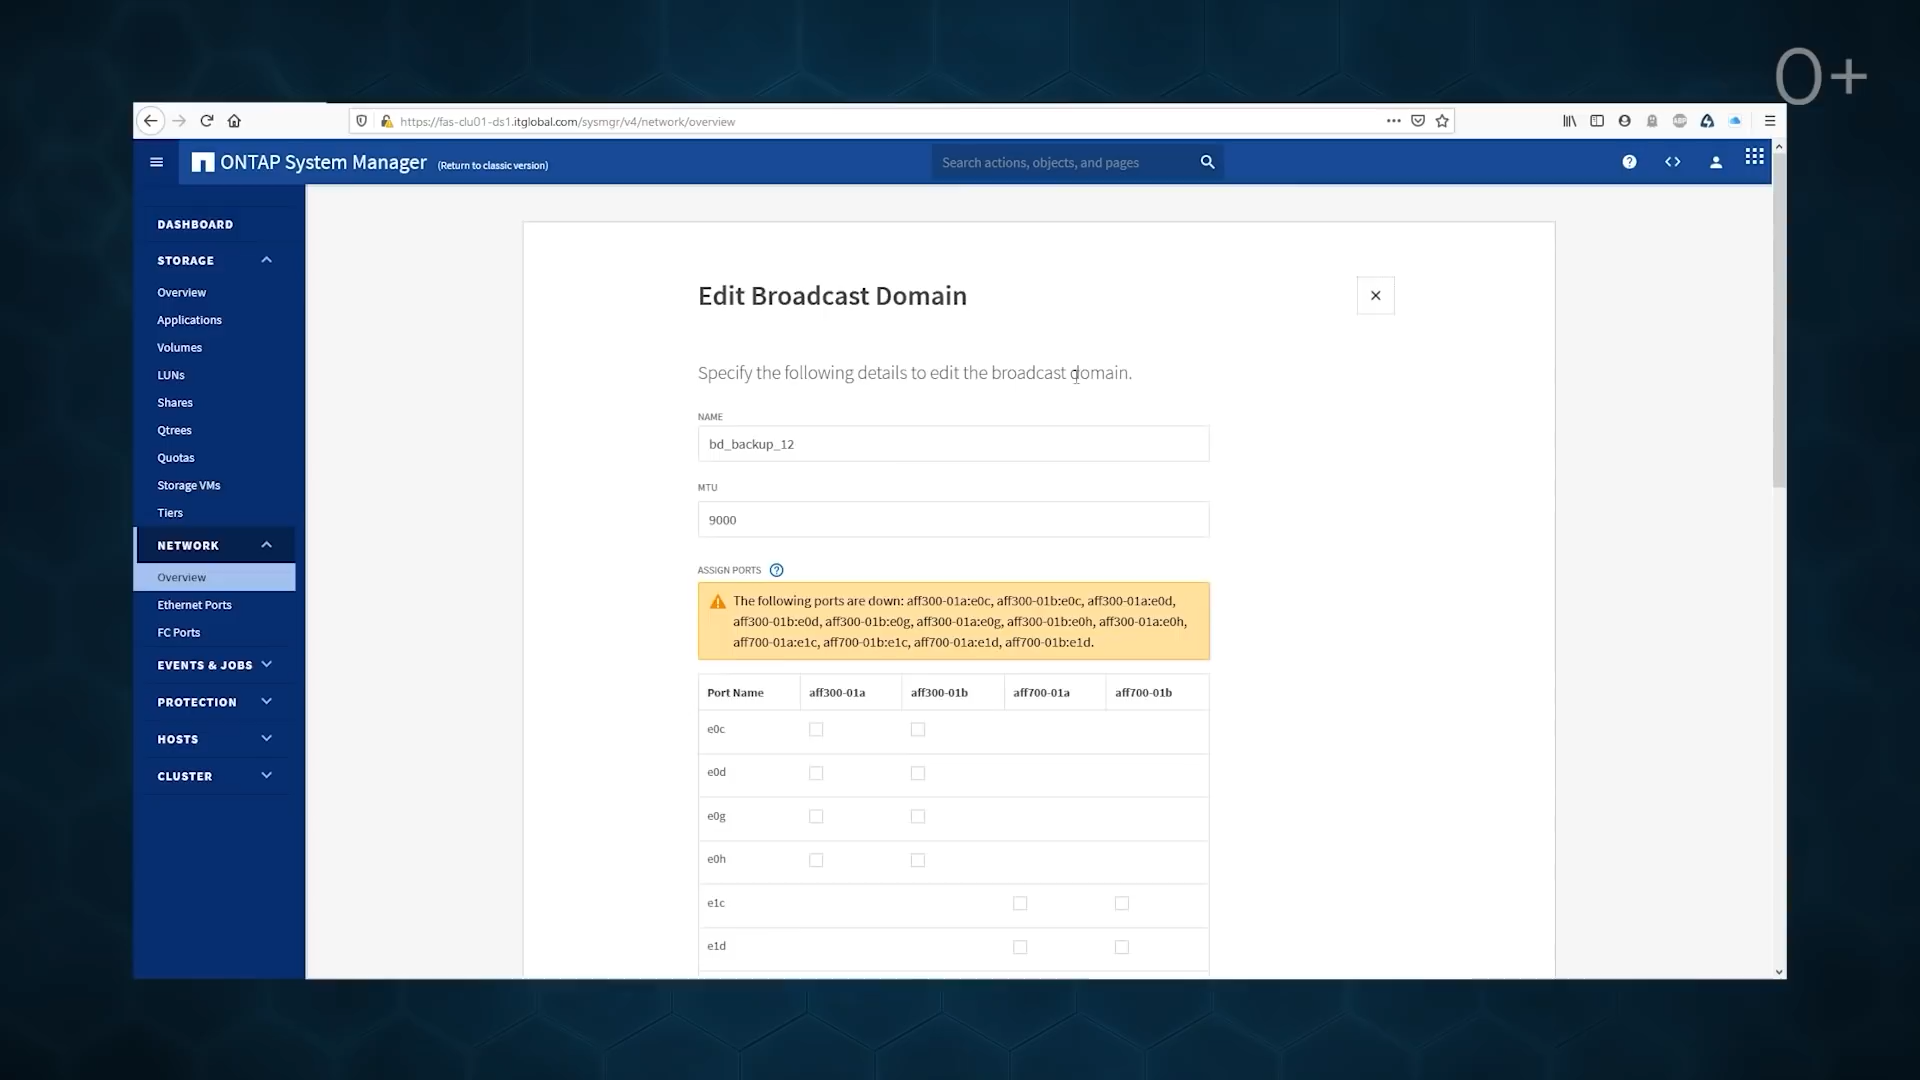 0+
https://fas-clu01-ds1.itglobal.com/sysmgr/v4/network/overview
ONTAP System Manager (Return to classic version)
Search actions, objects, and pages
DASHBOARD
STORAGE
Overview
Applications
Volumes
LUNs
Shares
Qtrees
Quotas
Storage VMs
Tiers
NETWORK
Overview
Ethernet Ports
FC Ports
EVENTS & JOBS
PROTECTION
HOSTS
CLUSTER
Edit Broadcast Domain
Specify the following details to edit the broadcast domain.
NAME
bd_backup_12
MTU
9000
ASSIGN PORTS
The following ports are down: aff300-01a:e0c, aff300-01b:e0c, aff300-01a:e0d,
aff300-01b:e0d, aff300-01b:e0g, aff300-01a:e0g, aff300-01b:e0h, aff300-01a:e0h,
aff700-01a:e1c, aff700-01b:e1c, aff700-01a:e1d, aff700-01b:e1d.
Port Name aff300-01a aff300-01b aff700-01a aff700-01b
e0c
e0d
e0g
e0h
e1c
e1d